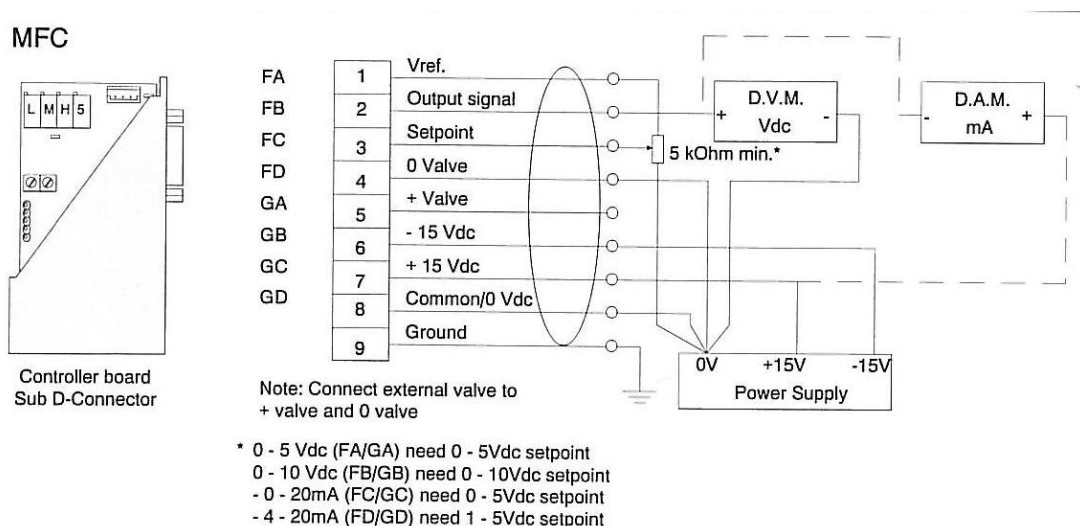 MFC
L M H 5
Controller board
Sub D-Connector
FA
FB
FC
FD
GA
GB
GC
GD
1 Vref.
2 Output signal
3 Setpoint
4 0 Valve
5 + Valve
6 - 15 Vdc
7 + 15 Vdc
8 Common/0 Vdc
9 Ground
5 kOhm min.*
+ D.V.M. -
Vdc
D.A.M.
- mA +
0V +15V -15V
Power Supply
Note: Connect external valve to
+ valve and 0 valve
* 0 - 5 Vdc (FA/GA) need 0 - 5Vdc setpoint
0 - 10 Vdc (FB/GB) need 0 - 10Vdc setpoint
- 0 - 20mA (FC/GC) need 0 - 5Vdc setpoint
- 4 - 20mA (FD/GD) need 1 - 5Vdc setpoint